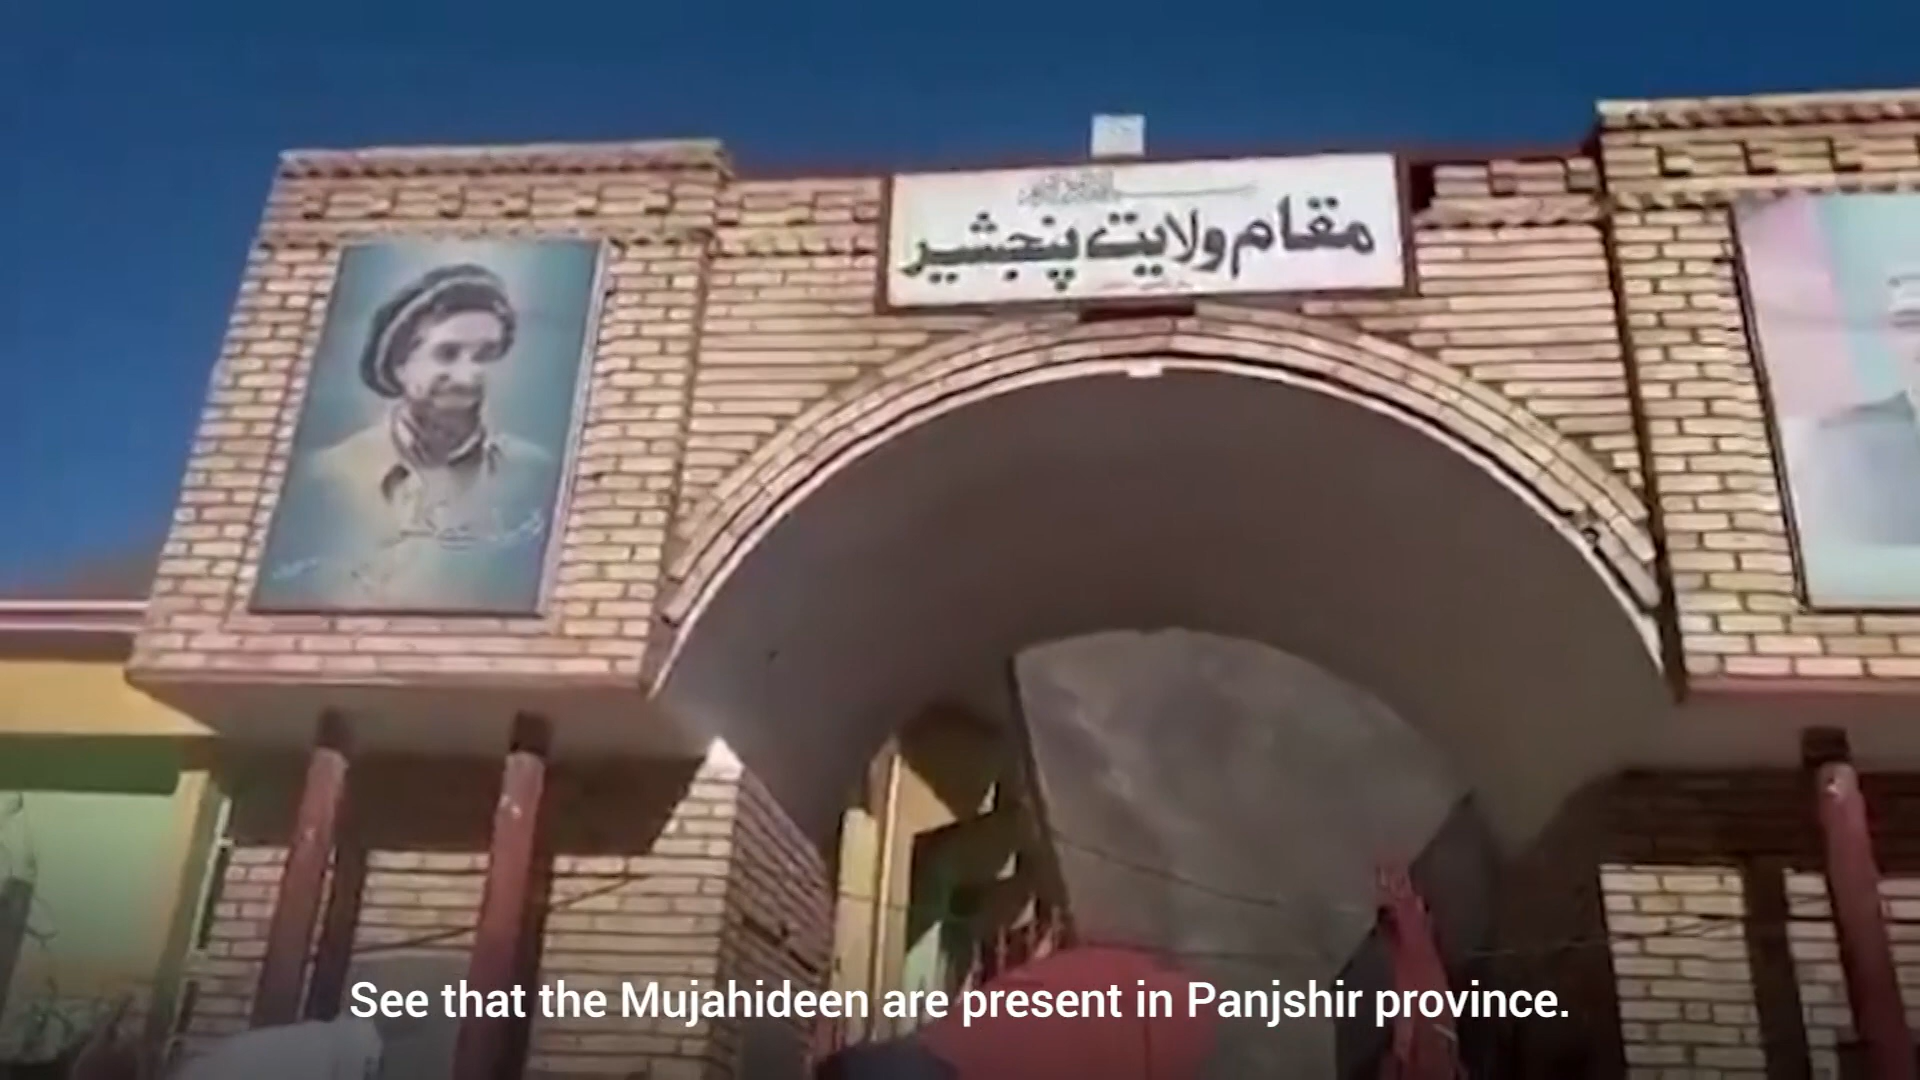 مقام ولایت پنجشیر
See that the Mujahideen are present in Panjshir province.